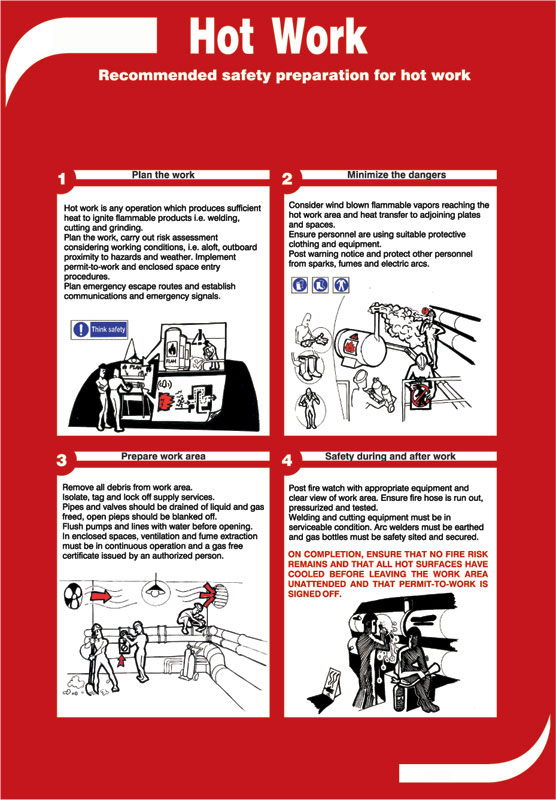 Hot Work
Recommended safety preparation for hot work
1
Plan the work
Hot work is any operation which produces sufficient
heat to ignite flammable products i.e. welding,
cutting and grinding.
Plan the work, carry out risk assessment
considering working conditions, i.e. aloft, outboard
proximity to hazards and weather. Implement
permit-to-work and enclosed space entry
procedures.
Plan emergency escape routes and establish
communications and emergency signals.
Think safety
PLAN
FLAM
2
Minimize the dangers
Consider wind blown flammable vapors reaching the
hot work area and heat transfer to adjoining plates
and spaces.
Ensure personnel are using suitable protective
clothing and equipment.
Post warning notice and protect other personnel
from sparks, fumes and electric arcs.
3
Prepare work area
Remove all debris from work area.
Isolate, tag and lock off supply services.
Pipes and valves should be drained of liquid and gas
freed, open pieps should be blanked off.
Flush pumps and lines with water before opening.
In enclosed spaces, ventilation and fume extraction
must be in continuous operation and a gas free
certificate issued by an authorized person.
4
Safety during and after work
Post fire watch with appropriate equipment and
clear view of work area. Ensure fire hose is run out,
pressurized and tested.
Welding and cutting equipment must be in
serviceable condition. Arc welders must be earthed
and gas bottles must be safety sited and secured.
ON COMPLETION, ENSURE THAT NO FIRE RISK
REMAINS AND THAT ALL HOT SURFACES HAVE
COOLED BEFORE LEAVING THE WORK AREA
UNATTENDED AND THAT PERMIT-TO-WORK IS
SIGNED OFF.